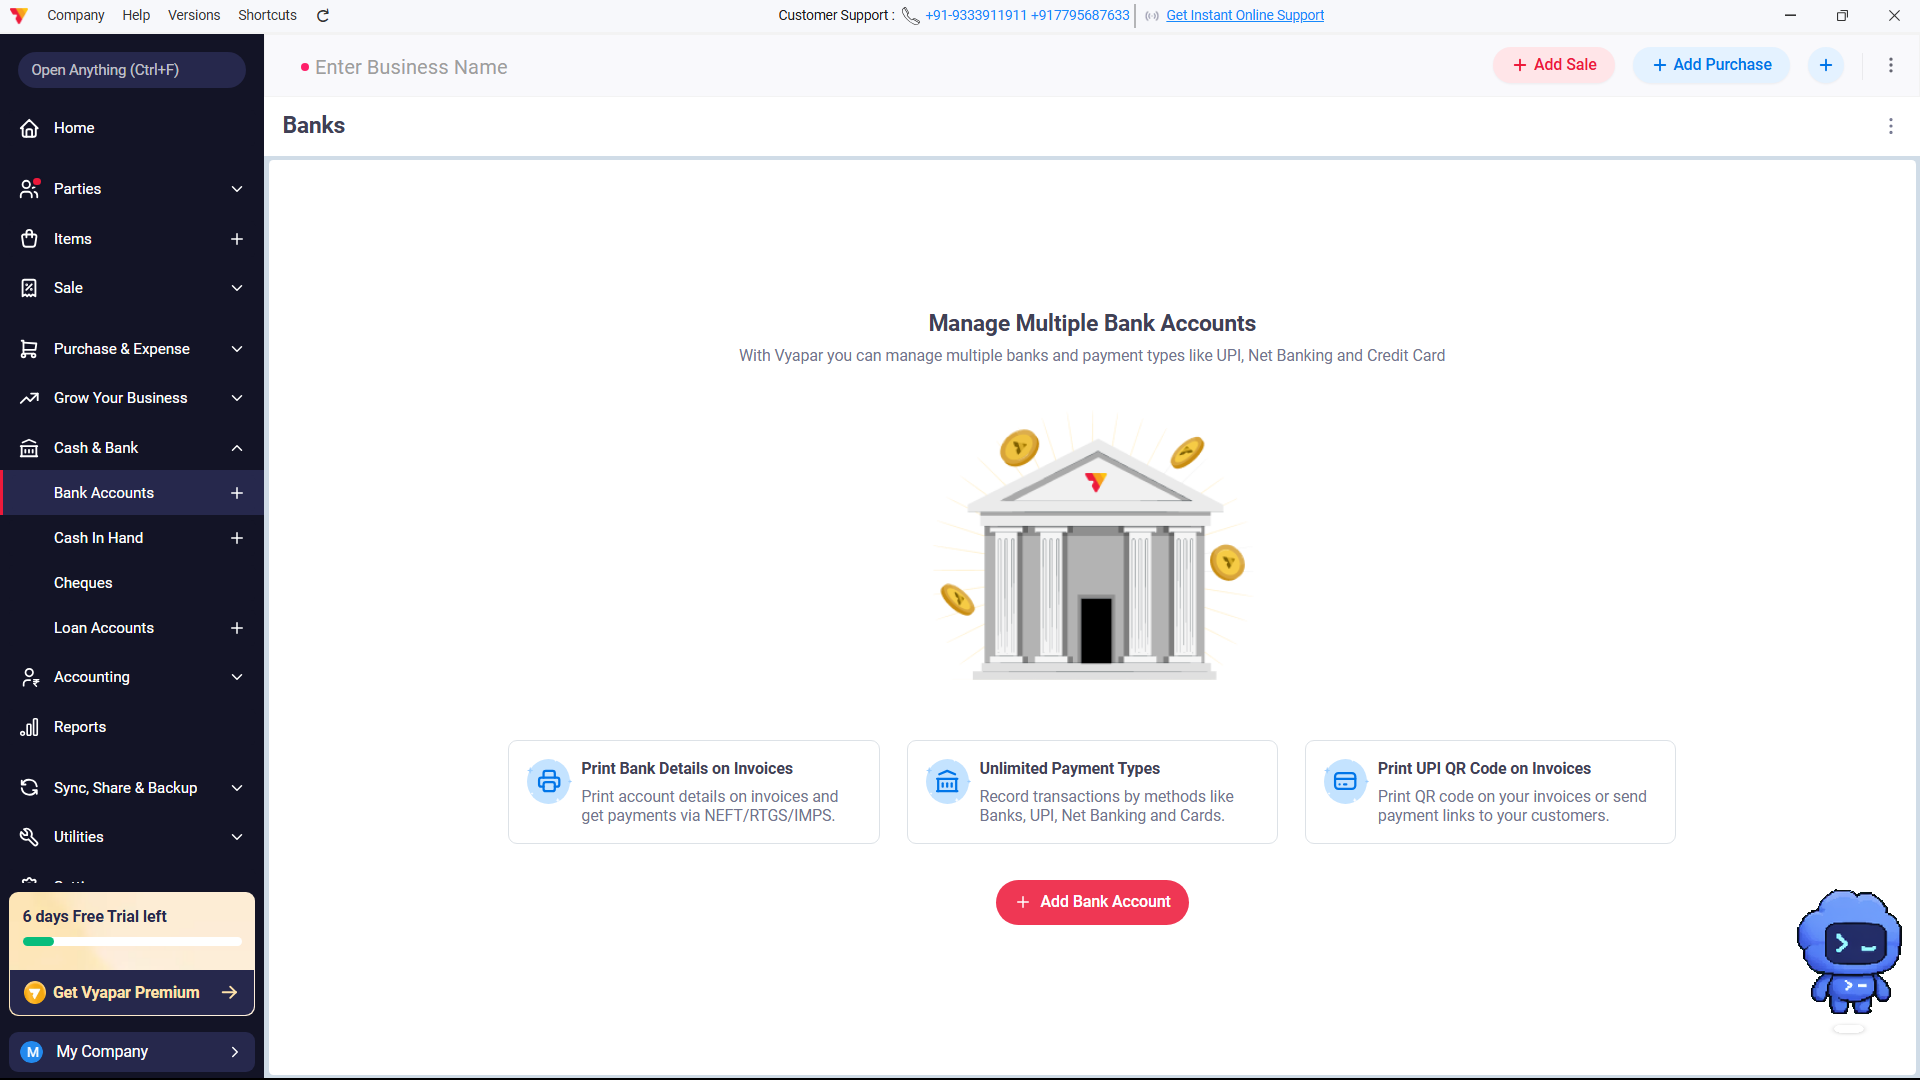 Company Help Versions Shortcuts
Customer Support : +91-9333911911 +917795687633 Get Instant Online Support
Open Anything (Ctrl+F)
Enter Business Name
Add Sale
Add Purchase
Banks
Home
Parties
Items
Sale
Purchase & Expense
Grow Your Business
Cash & Bank
Bank Accounts
Cash In Hand
Cheques
Loan Accounts
Accounting
Reports
Sync, Share & Backup
Utilities
6 days Free Trial left
Get Vyapar Premium
M My Company
Manage Multiple Bank Accounts
With Vyapar you can manage multiple banks and payment types like UPI, Net Banking and Credit Card
Print Bank Details on Invoices
Print account details on invoices and
get payments via NEFT/RTGS/IMPS.
Unlimited Payment Types
Record transactions by methods like
Banks, UPI, Net Banking and Cards.
Print UPI QR Code on Invoices
Print QR code on your invoices or send
payment links to your customers.
Add Bank Account